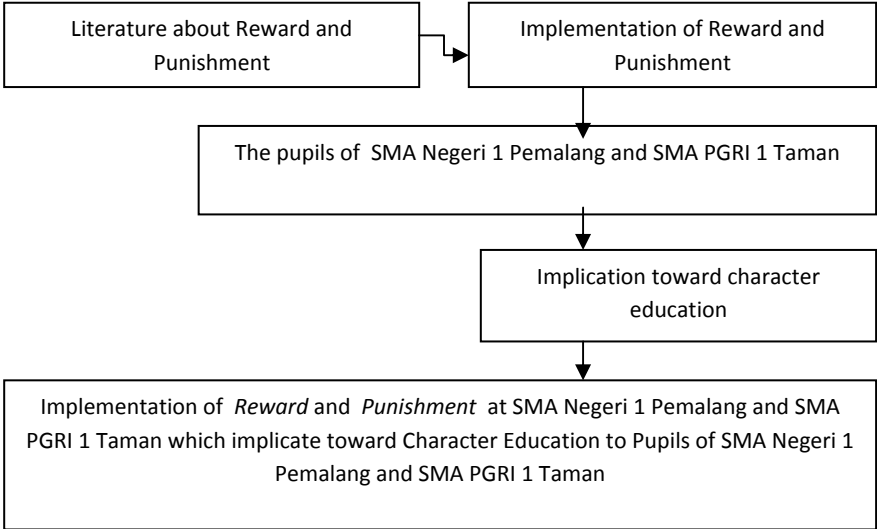 Literature about Reward and
Punishment
Implementation of Reward and
Punishment
The pupils of SMA Negeri 1 Pemalang and SMA PGRI 1 Taman
Implication toward character
education
Implementation of Reward and Punishment at SMA Negeri 1 Pemalang and SMA
PGRI 1 Taman which implicate toward Character Education to Pupils of SMA Negeri 1
Pemalang and SMA PGRI 1 Taman